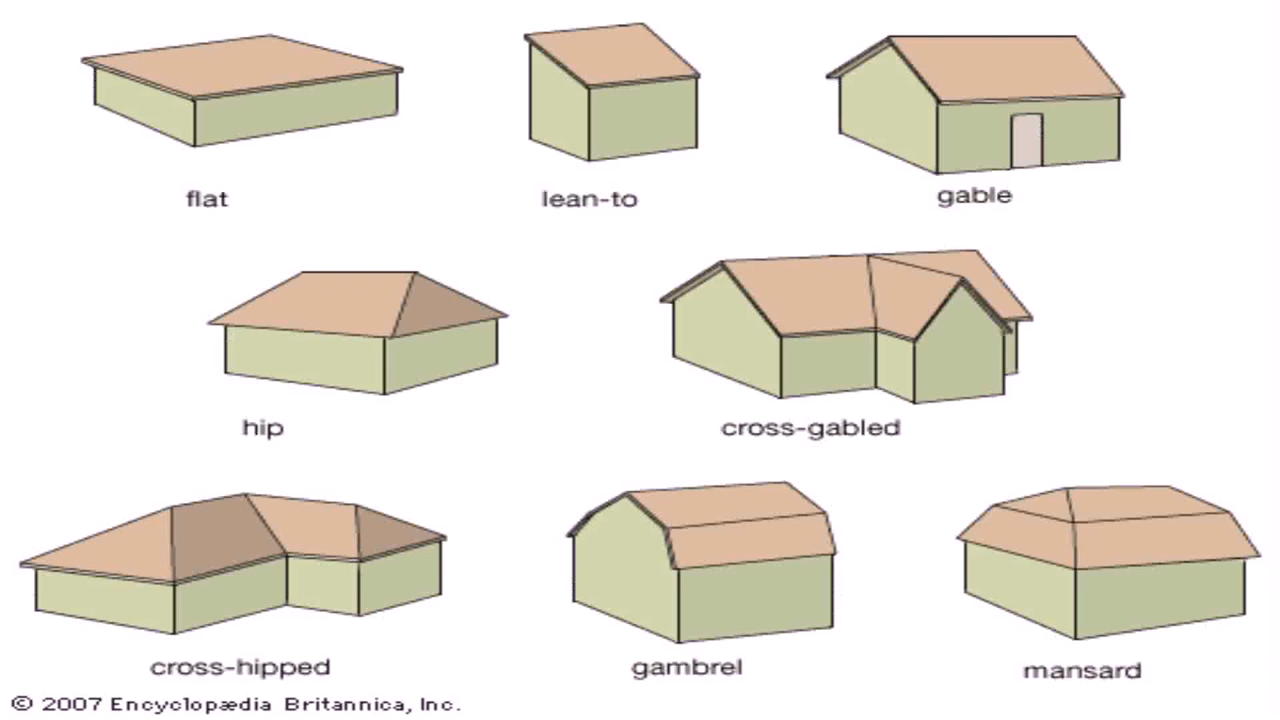 flat
lean-to
gable
hip
cross-gabled
cross-hipped
gambrel
mansard
© 2007 Encyclopædia Britannica, Inc.